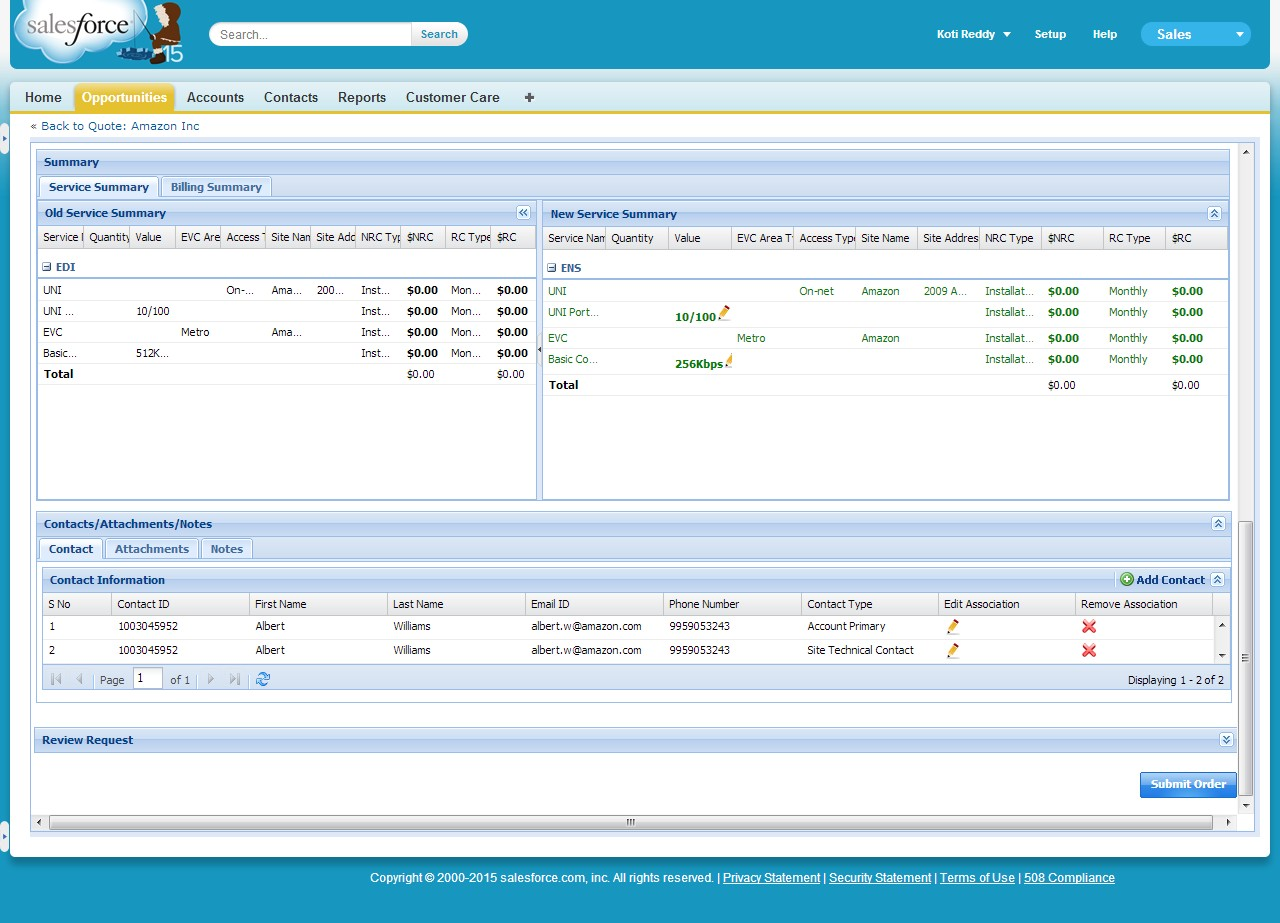 salesforce
15
Search...
Search
Koti Reddy
Setup
Help
Sales
Home
Opportunities
Accounts
Contacts
Reports
Customer Care
+
« Back to Quote: Amazon Inc
Summary
Service Summary
Billing Summary
Old Service Summary
Service Quantity Value EVC Are Access Site Nam Site Add NRC Typ $NRC RC Type $RC
EDI
UNI On-... Ama... 200... Inst... $0.00 Mon... $0.00
UNI ... 10/100 Inst... $0.00 Mon... $0.00
EVC Metro Ama... Inst... $0.00 Mon... $0.00
Basic... 512K... Inst... $0.00 Mon... $0.00
Total $0.00 $0.00
New Service Summary
Service Nam Quantity Value EVC Area T Access Type Site Name Site Addres NRC Type $NRC RC Type $RC
ENS
UNI On-net Amazon 2009 A... Installat... $0.00 Monthly $0.00
UNI Port... 10/100 Installat... $0.00 Monthly $0.00
EVC Metro Amazon Installat... $0.00 Monthly $0.00
Basic Co... 256Kbps Installat... $0.00 Monthly $0.00
Total $0.00 $0.00
Contacts/Attachments/Notes
Contact
Attachments
Notes
Contact Information
Add Contact
S No Contact ID First Name Last Name Email ID Phone Number Contact Type Edit Association Remove Association
1 1003045952 Albert Williams albert.w@amazon.com 9959053243 Account Primary
2 1003045952 Albert Williams albert.w@amazon.com 9959053243 Site Technical Contact
Page 1 of 1
Displaying 1 - 2 of 2
Review Request
Submit Order
Copyright © 2000-2015 salesforce.com, inc. All rights reserved. | Privacy Statement | Security Statement | Terms of Use | 508 Compliance